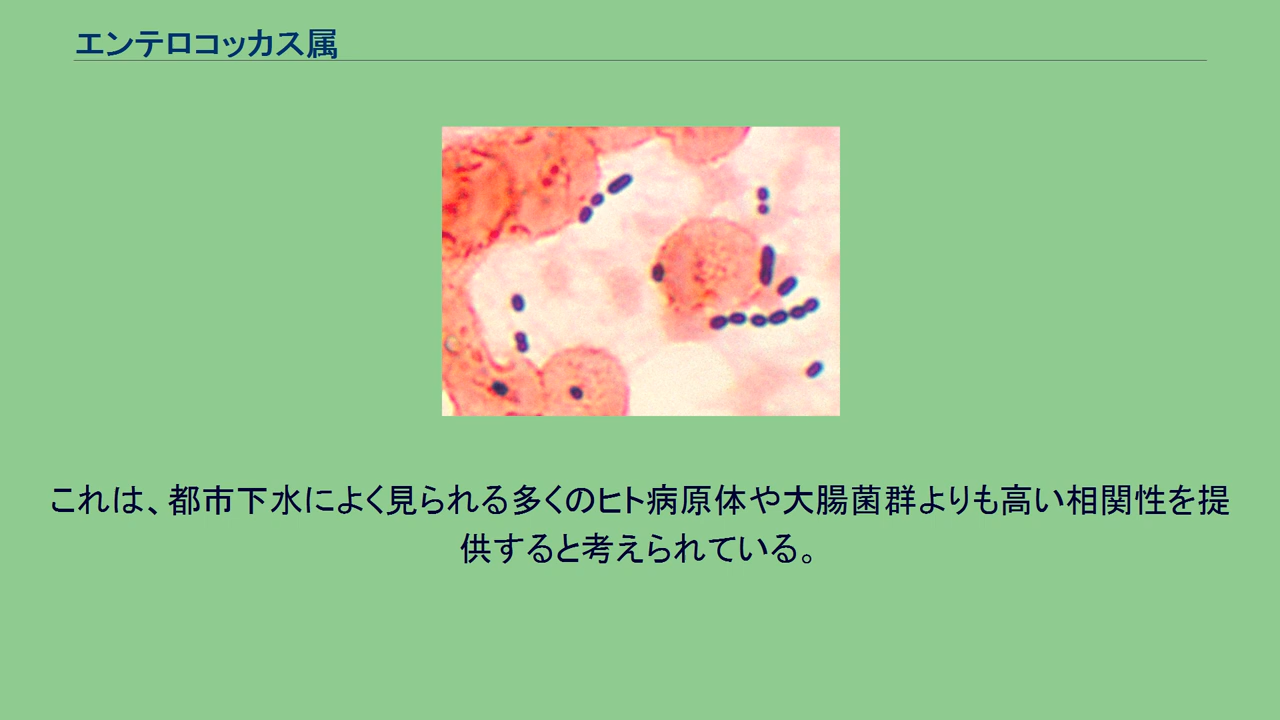 エンテロコッカス属
これは、都市下水によく見られる多くのヒト病原体や大腸菌群よりも高い相関性を提
供すると考えられている。